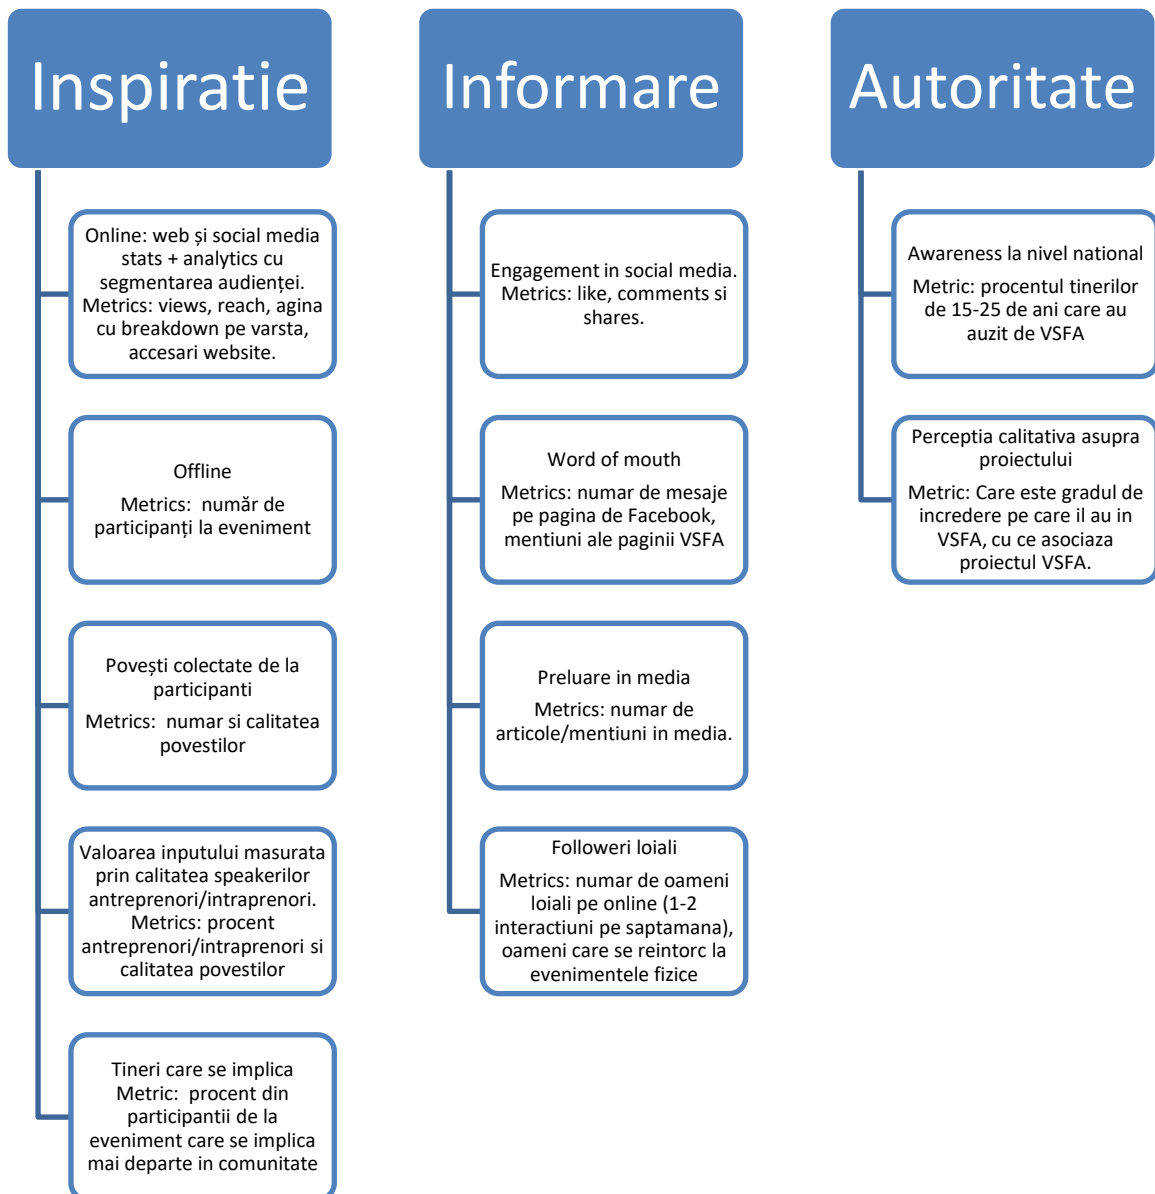 Inspiratie
Online: web și social media
stats + analytics cu
segmentarea audienței.
Metrics: views, reach, agina
cu breakdown pe varsta,
accesari website.
Offline
Metrics: număr de
participanți la eveniment
Povești colectate de la
participanti
Metrics: numar si calitatea
povestilor
Valoarea inputului masurata
prin calitatea speakerilor
antreprenori/intraprenori.
Metrics: procent
antreprenori/intraprenori si
calitatea povestilor
Tineri care se implica
Metric: procent din
participantii de la
eveniment care se implica
mai departe in comunitate
Informare
Engagement in social media.
Metrics: like, comments si
shares.
Word of mouth
Metrics: numar de mesaje
pe pagina de Facebook,
mentiuni ale paginii VSFA
Preluare in media
Metrics: numar de
articole/mentiuni in media.
Followeri loiali
Metrics: numar de oameni
loiali pe online (1-2
interactiuni pe saptamana),
oameni care se reintorc la
evenimentele fizice
Autoritate
Awareness la nivel national
Metric: procentul tinerilor
de 15-25 de ani care au
auzit de VSFA
Perceptia calitativa asupra
proiectului
Metric: Care este gradul de
incredere pe care il au in
VSFA, cu ce asociaza
proiectul VSFA.